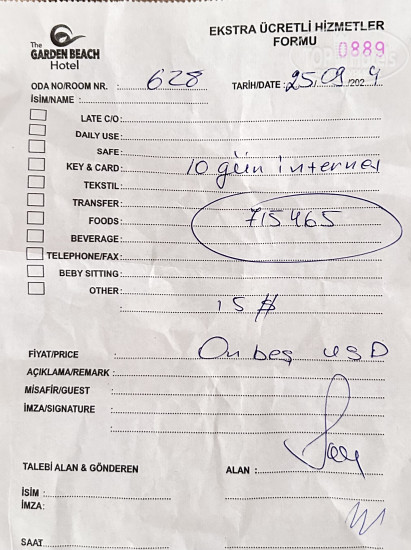 The
GARDEN BEACH
Hotel
EKSTRA ÜCRETLİ HİZMETLER
FORMU
0889
ODA NO/ROOM NR. : 628 TARİH/DATE : 25.09.2024
İSİM/NAME :
LATE C/O:
DAILY USE:
SAFE:
KEY & CARD: 10 gün internet
TEKSTIL:
TRANSFER:
FOODS: 715465
BEVERAGE:
TELEPHONE/FAX:
BEBY SITTING:
OTHER:
15 $
FİYAT/PRICE : On beş USD
AÇIKLAMA/REMARK :
MİSAFİR/GUEST :
İMZA/SIGNATURE :
TALEBİ ALAN & GÖNDEREN ALAN :
İSİM :
İMZA:
SAAT